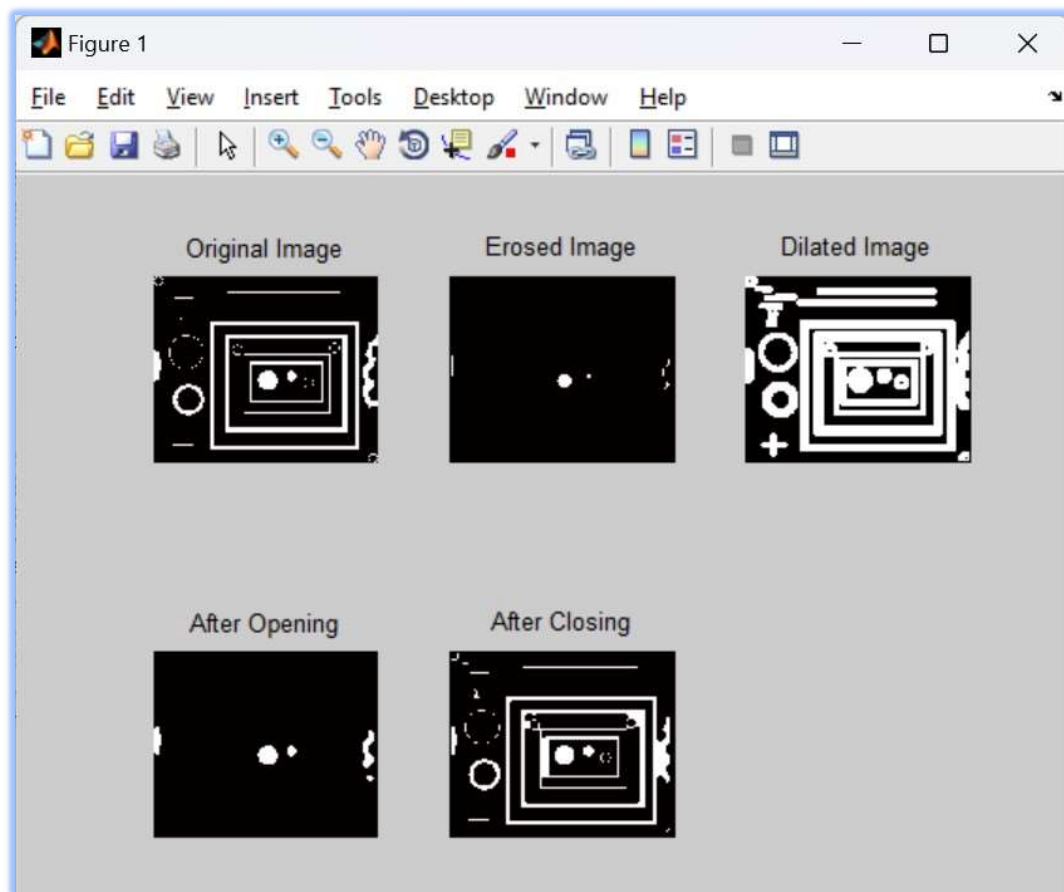 Figure 1
File Edit View Insert Tools Desktop Window Help
Original Image
Erosed Image
Dilated Image
After Opening
After Closing